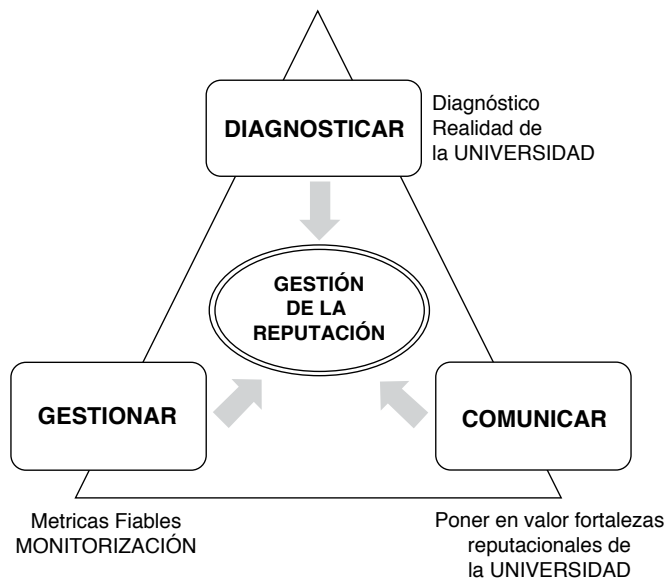 DIAGNOSTICAR
Diagnóstico
Realidad de
la UNIVERSIDAD
GESTIÓN
DE LA
REPUTACIÓN
GESTIONAR
COMUNICAR
Metricas Fiables
MONITORIZACIÓN
Poner en valor fortalezas
reputacionales de
la UNIVERSIDAD